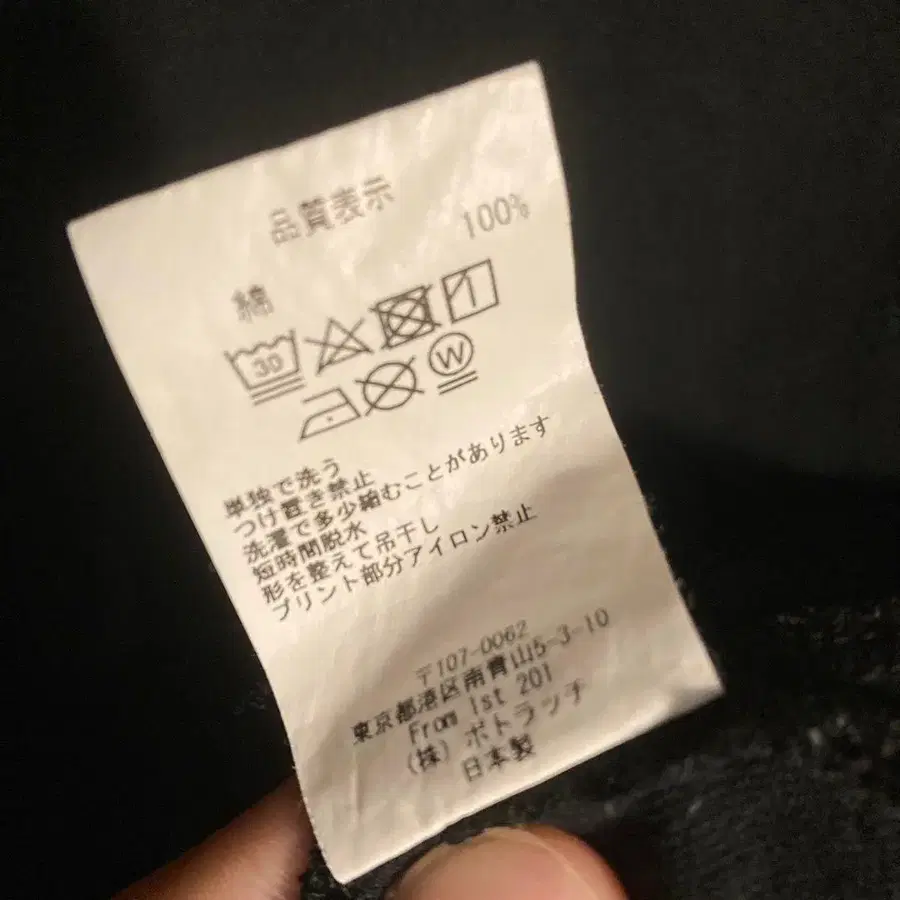 品質表示
綿 100%
30
W
単独で洗う
つけ置き禁止
洗濯で多少縮むことがあります
短時間脱水
形を整えて吊干し
プリント部分アイロン禁止
〒107-0062
東京都港区南青山5-3-10
From 1st 201
(株) ポトラッチ
日本製